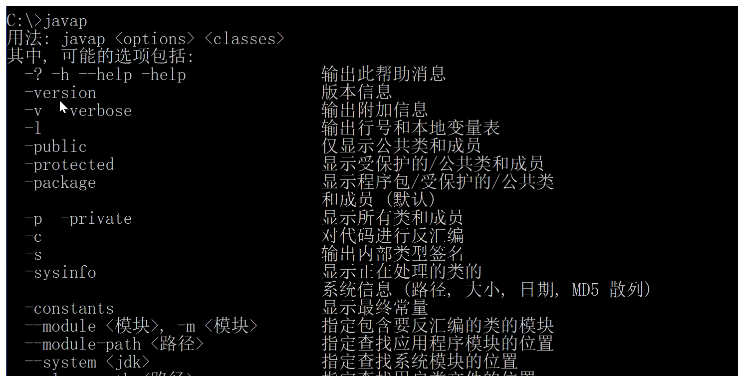 C:\>javap
用法: javap <options> <classes>
其中, 可能的选项包括:
-? -h --help -help 输出此帮助消息
-version 版本信息
-v -verbose 输出附加信息
-l 输出行号和本地变量表
-public 仅显示公共类和成员
-protected 显示受保护的/公共类和成员
-package 显示程序包/受保护的/公共类
和成员 (默认)
-p -private 显示所有类和成员
-c 对代码进行反汇编
-s 输出内部类型签名
-sysinfo 显示正在处理的类的
系统信息 (路径, 大小, 日期, MD5 散列)
-constants 显示最终常量
--module <模块>, -m <模块> 指定包含要反汇编的类的模块
--module-path <路径> 指定查找应用程序模块的位置
--system <jdk> 指定查找系统模块的位置